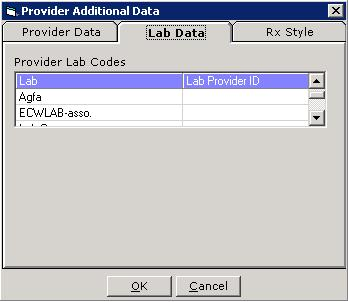 Provider Additional Data
Provider Data Lab Data Rx Style
Provider Lab Codes
Lab Lab Provider ID
Agfa
ECWLAB-asso.
OK Cancel